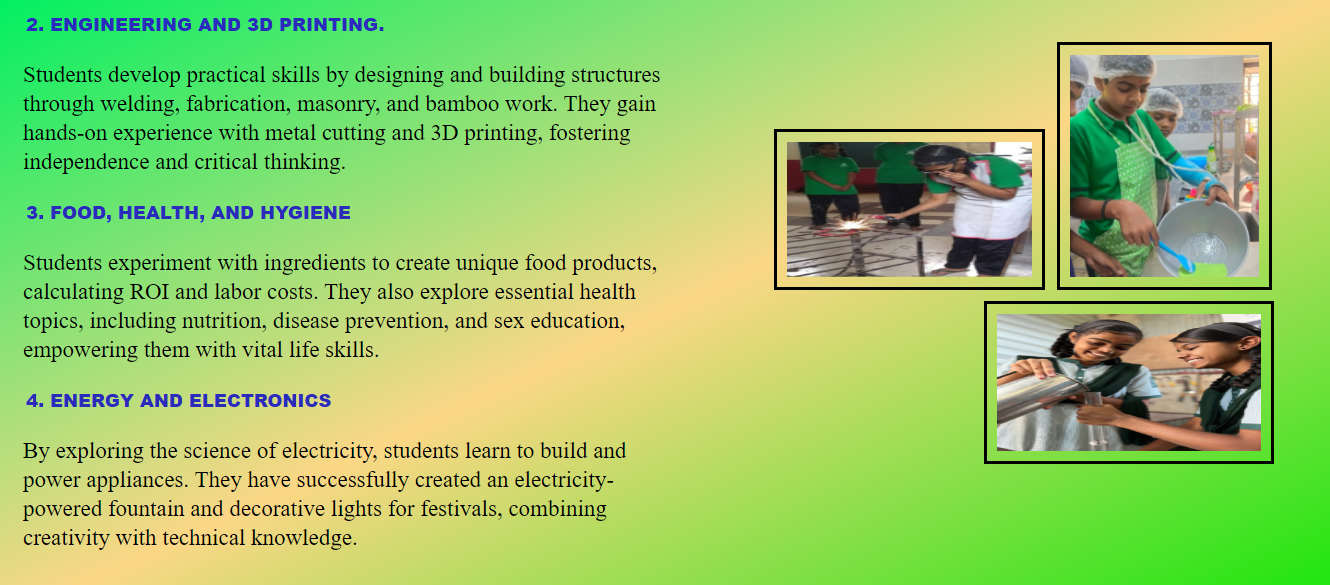 2. ENGINEERING AND 3D PRINTING.
Students develop practical skills by designing and building structures
through welding, fabrication, masonry, and bamboo work. They gain
hands-on experience with metal cutting and 3D printing, fostering
independence and critical thinking.
3. FOOD, HEALTH, AND HYGIENE
Students experiment with ingredients to create unique food products,
calculating ROI and labor costs. They also explore essential health
topics, including nutrition, disease prevention, and sex education,
empowering them with vital life skills.
4. ENERGY AND ELECTRONICS
By exploring the science of electricity, students learn to build and
power appliances. They have successfully created an electricity-
powered fountain and decorative lights for festivals, combining
creativity with technical knowledge.